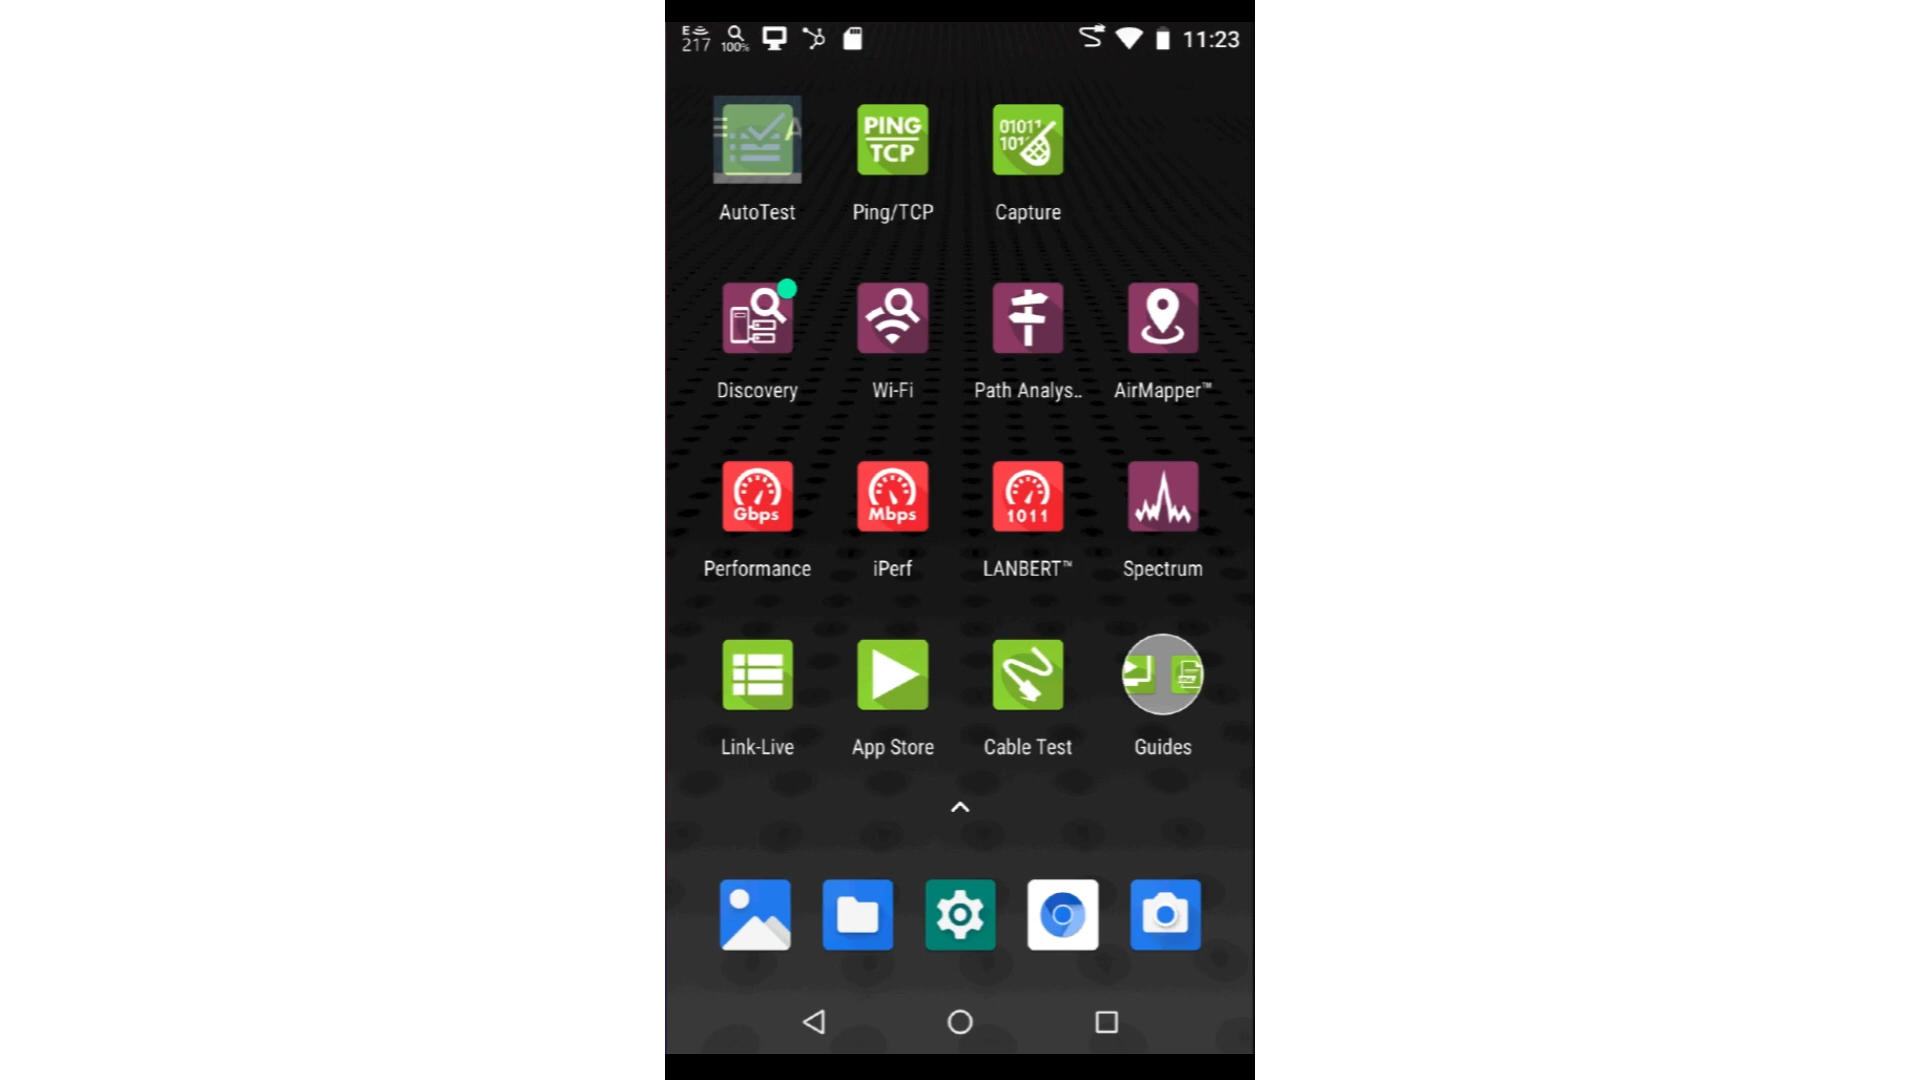 E
217
100%
11:23
A
PING
TCP
01011
101
AutoTest
Ping/TCP
Capture
Discovery
Wi-Fi
Path Analys..
AirMapper™
Gbps
Mbps
1011
Performance
iPerf
LANBERT™
Spectrum
Link-Live
App Store
Cable Test
Guides